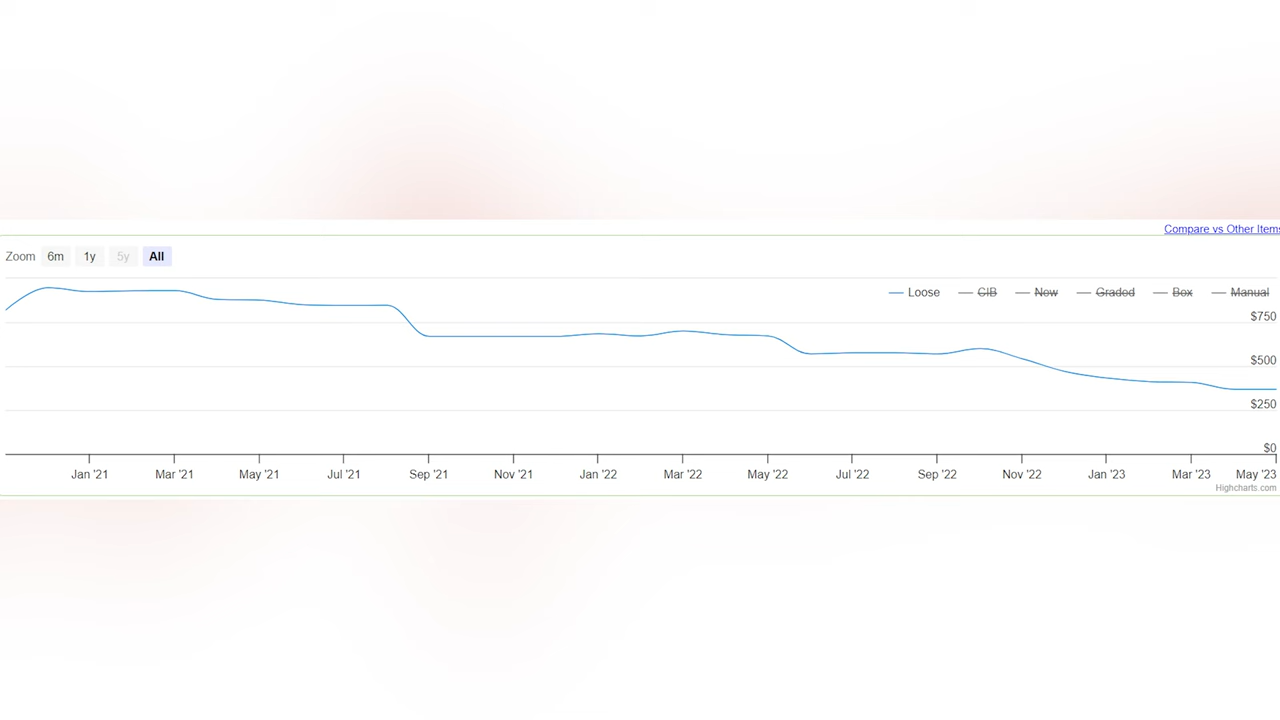 Compare vs Other Items
Zoom 6m 1y 5y All
Loose CIB New Graded Box Manual
$750
$500
$250
$0
Jan '21 Mar '21 May '21 Jul '21 Sep '21 Nov '21 Jan '22 Mar '22 May '22 Jul '22 Sep '22 Nov '22 Jan '23 Mar '23 May '23
Highcharts.com